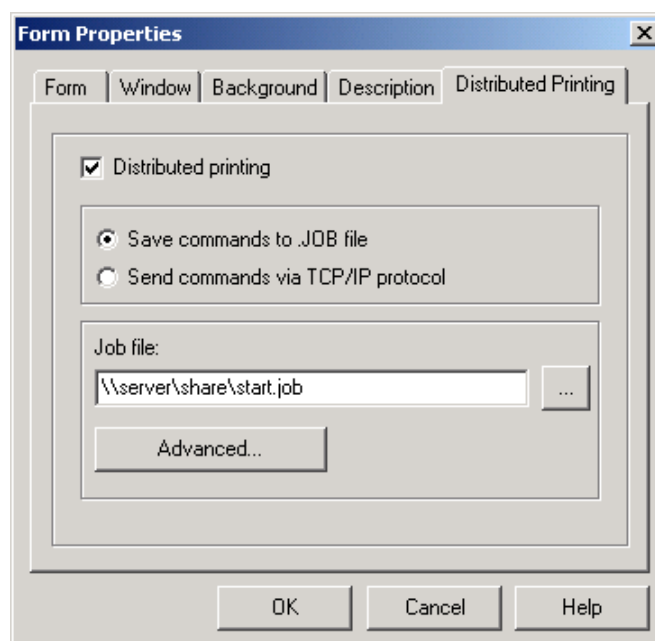 Form Properties
Form Window Background Description Distributed Printing
Distributed printing
Save commands to .JOB file
Send commands via TCP/IP protocol
Job file:
\\server\share\start.job
...
Advanced...
OK Cancel Help